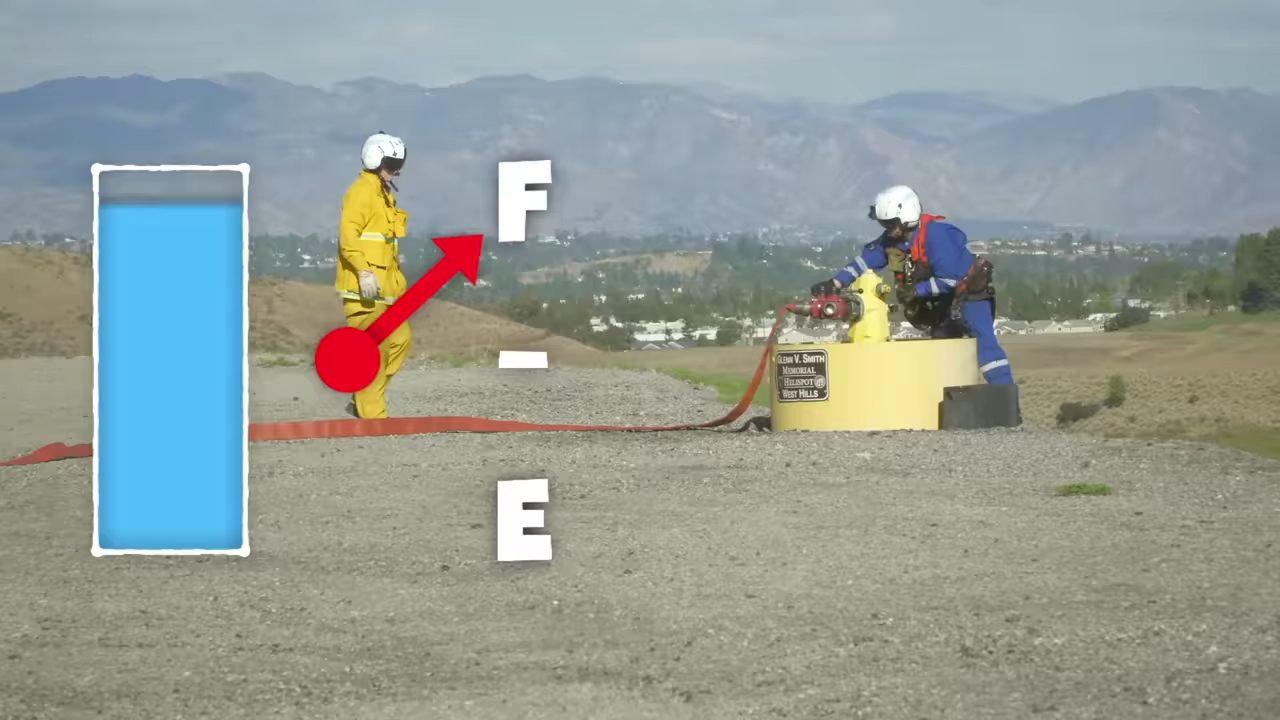 F
E
GLENN V. SMITH
MEMORIAL
HELISPOT
WEST HILLS